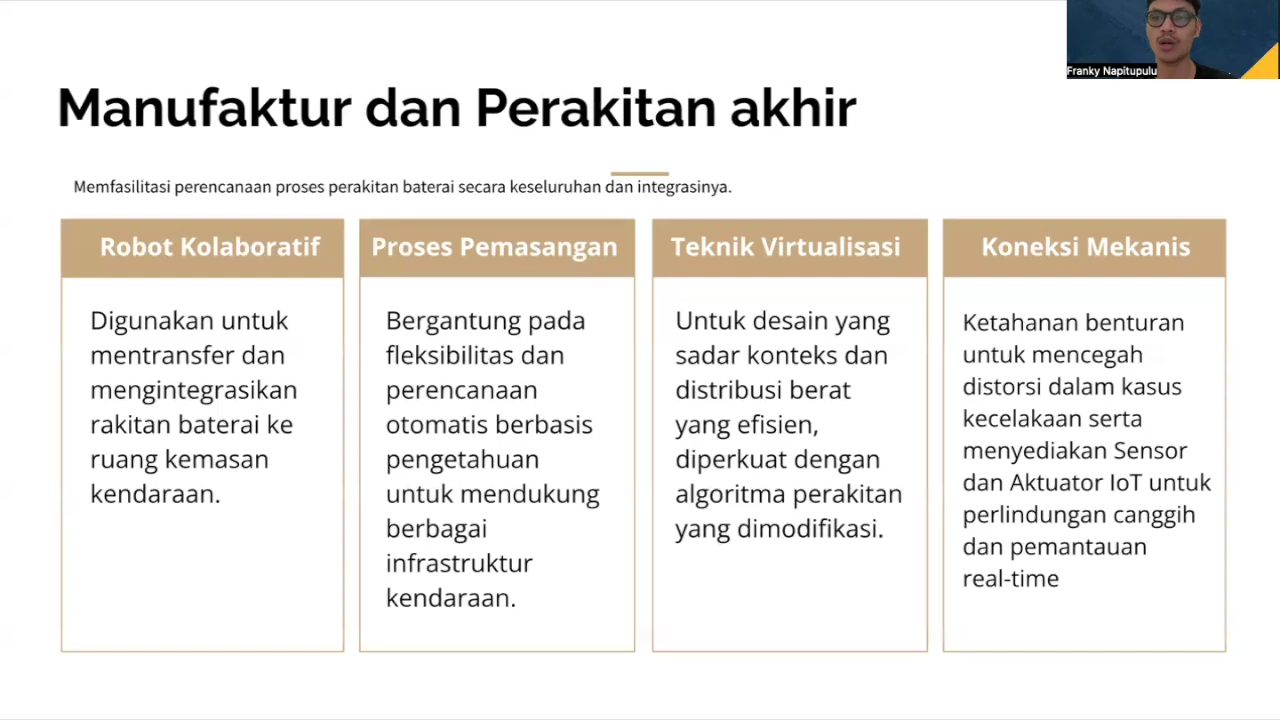 Franky Napitupulu
Manufaktur dan Perakitan akhir
Memfasilitasi perencanaan proses perakitan baterai secara keseluruhan dan integrasinya.
Robot Kolaboratif
Digunakan untuk
mentransfer dan
mengintegrasikan
rakitan baterai ke
ruang kemasan
kendaraan.
Proses Pemasangan
Bergantung pada
fleksibilitas dan
perencanaan
otomatis berbasis
pengetahuan
untuk mendukung
berbagai
infrastruktur
kendaraan.
Teknik Virtualisasi
Untuk desain yang
sadar konteks dan
distribusi berat
yang efisien,
diperkuat dengan
algoritma perakitan
yang dimodifikasi.
Koneksi Mekanis
Ketahanan benturan
untuk mencegah
distorsi dalam kasus
kecelakaan serta
menyediakan Sensor
dan Aktuator IoT untuk
perlindungan canggih
dan pemantauan
real-time